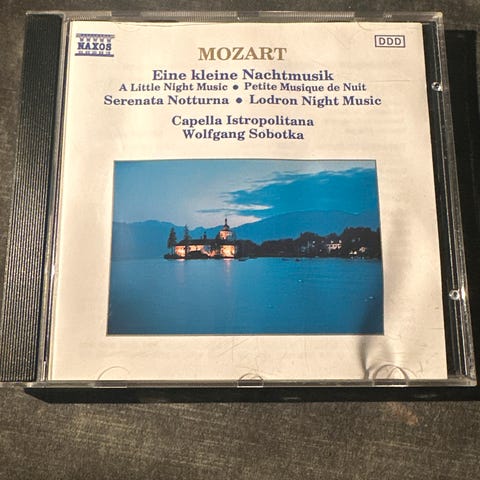 NAXOS
DDD
MOZART
Eine kleine Nachtmusik
A Little Night Music • Petite Musique de Nuit
Serenata Notturna • Lodron Night Music
Capella Istropolitana
Wolfgang Sobotka